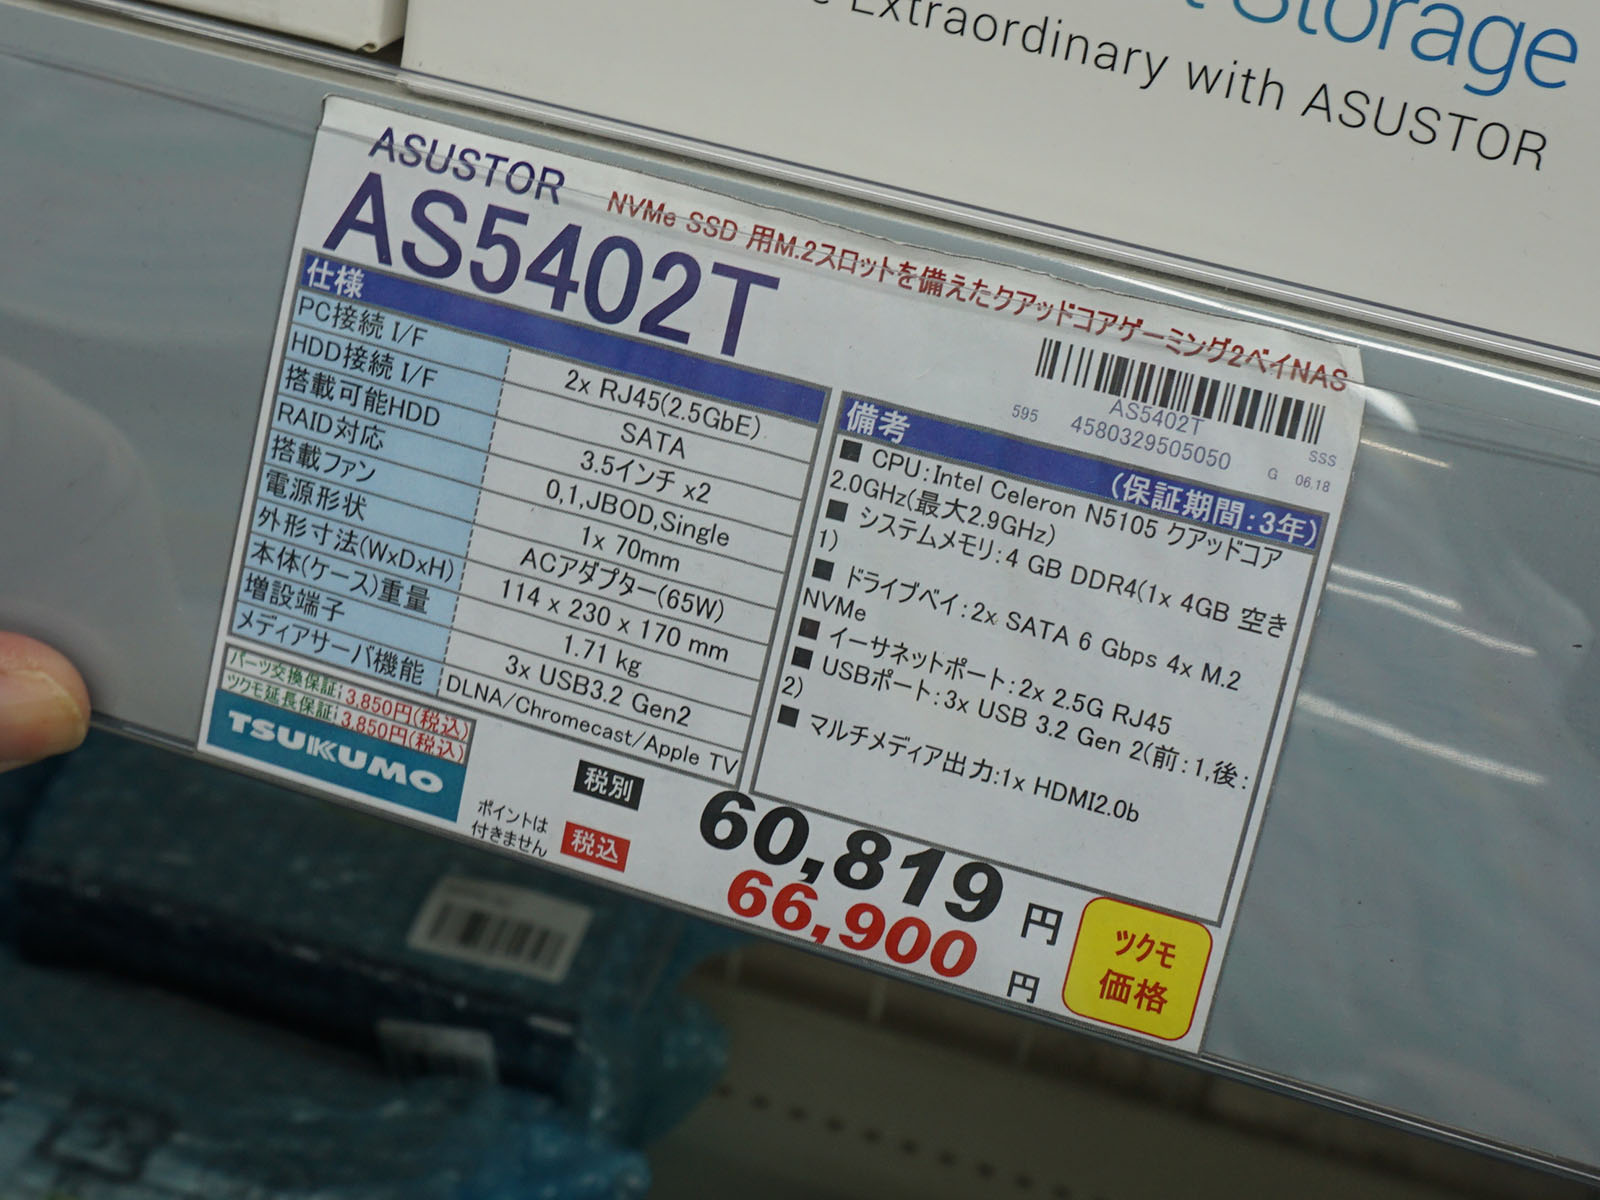 Storage
Extraordinary with ASUSTOR
ASUSTOR
NVMe SSD 用M.2スロットを備えたクアッドコアゲーミング2ベイNAS
AS5402T
AS5402T
595 4580329505050 SSS
G 06.18
仕様
PC接続 I/F 2x RJ45(2.5GbE)
HDD接続 I/F SATA
搭載可能HDD 3.5インチ x2
RAID対応 0,1,JBOD,Single
搭載ファン 1x 70mm
電源形状 ACアダプター(65W)
外形寸法(WxDxH) 114 x 230 x 170 mm
本体(ケース)重量 1.71 kg
増設端子 3x USB3.2 Gen2
メディアサーバ機能 DLNA/Chromecast/Apple TV
備考 (保証期間:3年)
■ CPU:Intel Celeron N5105 クアッドコア
2.0GHz(最大2.9GHz)
■ システムメモリ:4 GB DDR4(1x 4GB 空き
1)
■ ドライブベイ:2x SATA 6 Gbps 4x M.2
NVMe
■ イーサネットポート:2x 2.5G RJ45
■ USBポート:3x USB 3.2 Gen 2(前:1,後:
2)
■ マルチメディア出力:1x HDMI2.0b
パーツ交換保証:3,850円(税込)
ツクモ延長保証:3,850円(税込)
TSUKUMO
ポイントは
付きません
税別 60,819 円
税込 66,900 円
ツクモ
価格